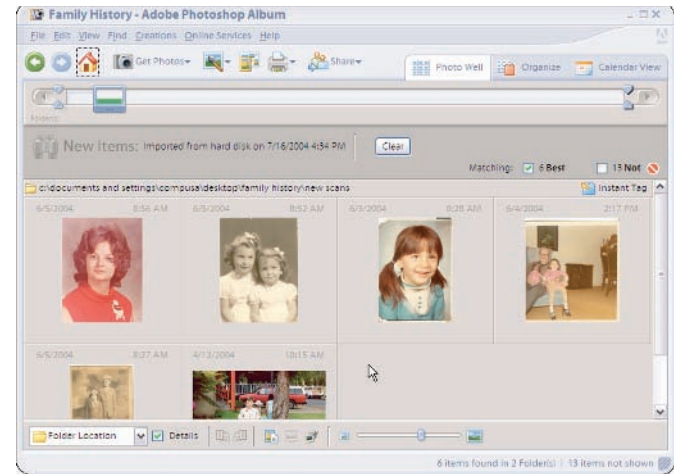 Family History - Adobe Photoshop Album
File Edit View Find Creations Online Services Help
Get Photos Share Photo Well Organize Calendar View
New Items: Imported from hard disk on 7/16/2004 4:34 PM Clear
Matching: 6 Best 13 Not
c:\documents and settings\compusa\desktop\family history\new scans Instant Tag
6/5/2004 8:56 AM 6/5/2004 8:52 AM 6/5/2004 8:28 AM 6/4/2004 2:17 PM
6/5/2004 8:27 AM 4/12/2004 10:15 AM
Folder Location Details
6 items found in 2 Folder(s) | 13 items not shown